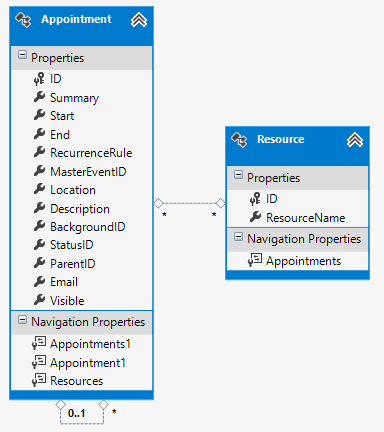 Appointment
Properties
ID
Summary
Start
End
RecurrenceRule
MasterEventID
Location
Description
BackgroundID
StatusID
ParentID
Email
Visible
Navigation Properties
Appointments1
Appointment1
Resources
0..1 *
* *
Resource
Properties
ID
ResourceName
Navigation Properties
Appointments